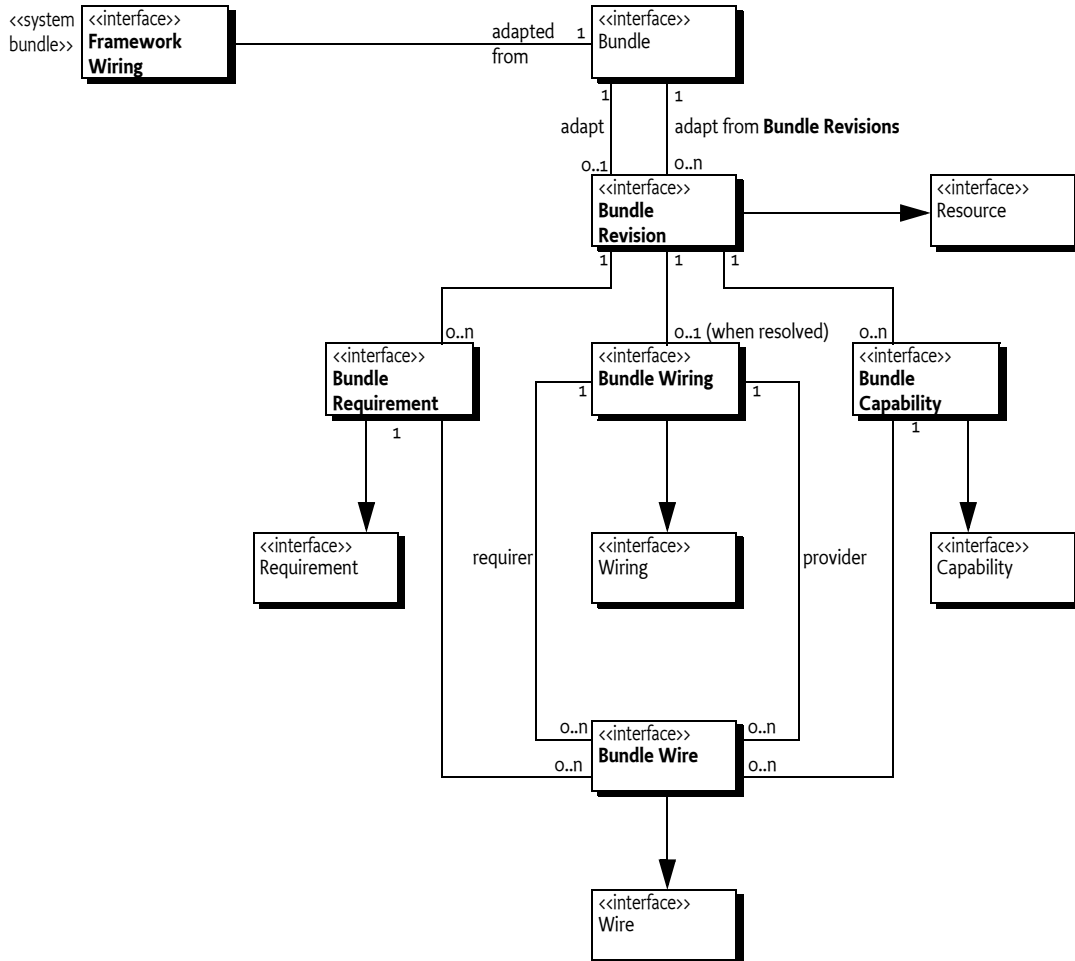 <<system
bundle>>
<<interface>>
Framework
Wiring
adapted
from
1
<<interface>>
Bundle
1
1
adapt
adapt from Bundle Revisions
0..1
0..n
<<interface>>
Bundle
Revision
<<interface>>
Resource
1
1
1
0..n
0..1 (when resolved)
0..n
<<interface>>
Bundle
Requirement
<<interface>>
Bundle Wiring
<<interface>>
Bundle
Capability
1
1
1
1
<<interface>>
Requirement
requirer
<<interface>>
Wiring
provider
<<interface>>
Capability
0..n
0..n
<<interface>>
Bundle Wire
0..n
0..n
<<interface>>
Wire